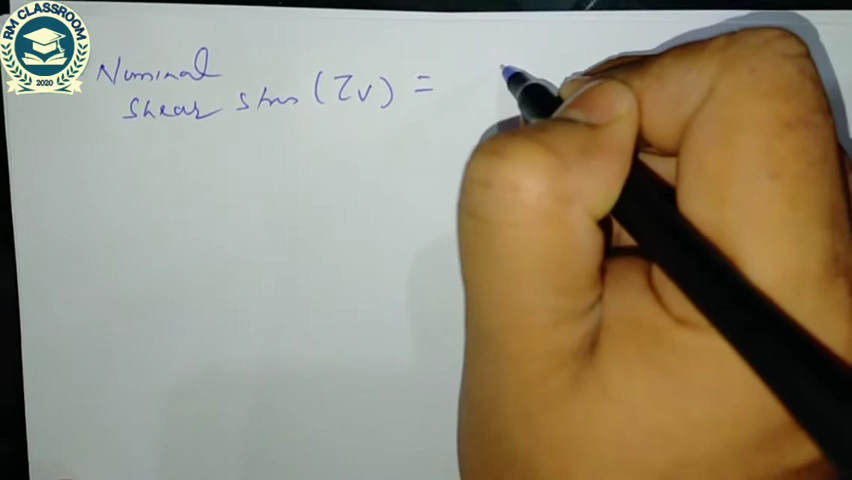 RM CLASSROOM
2020
Nominal
Shear stress (τv) =